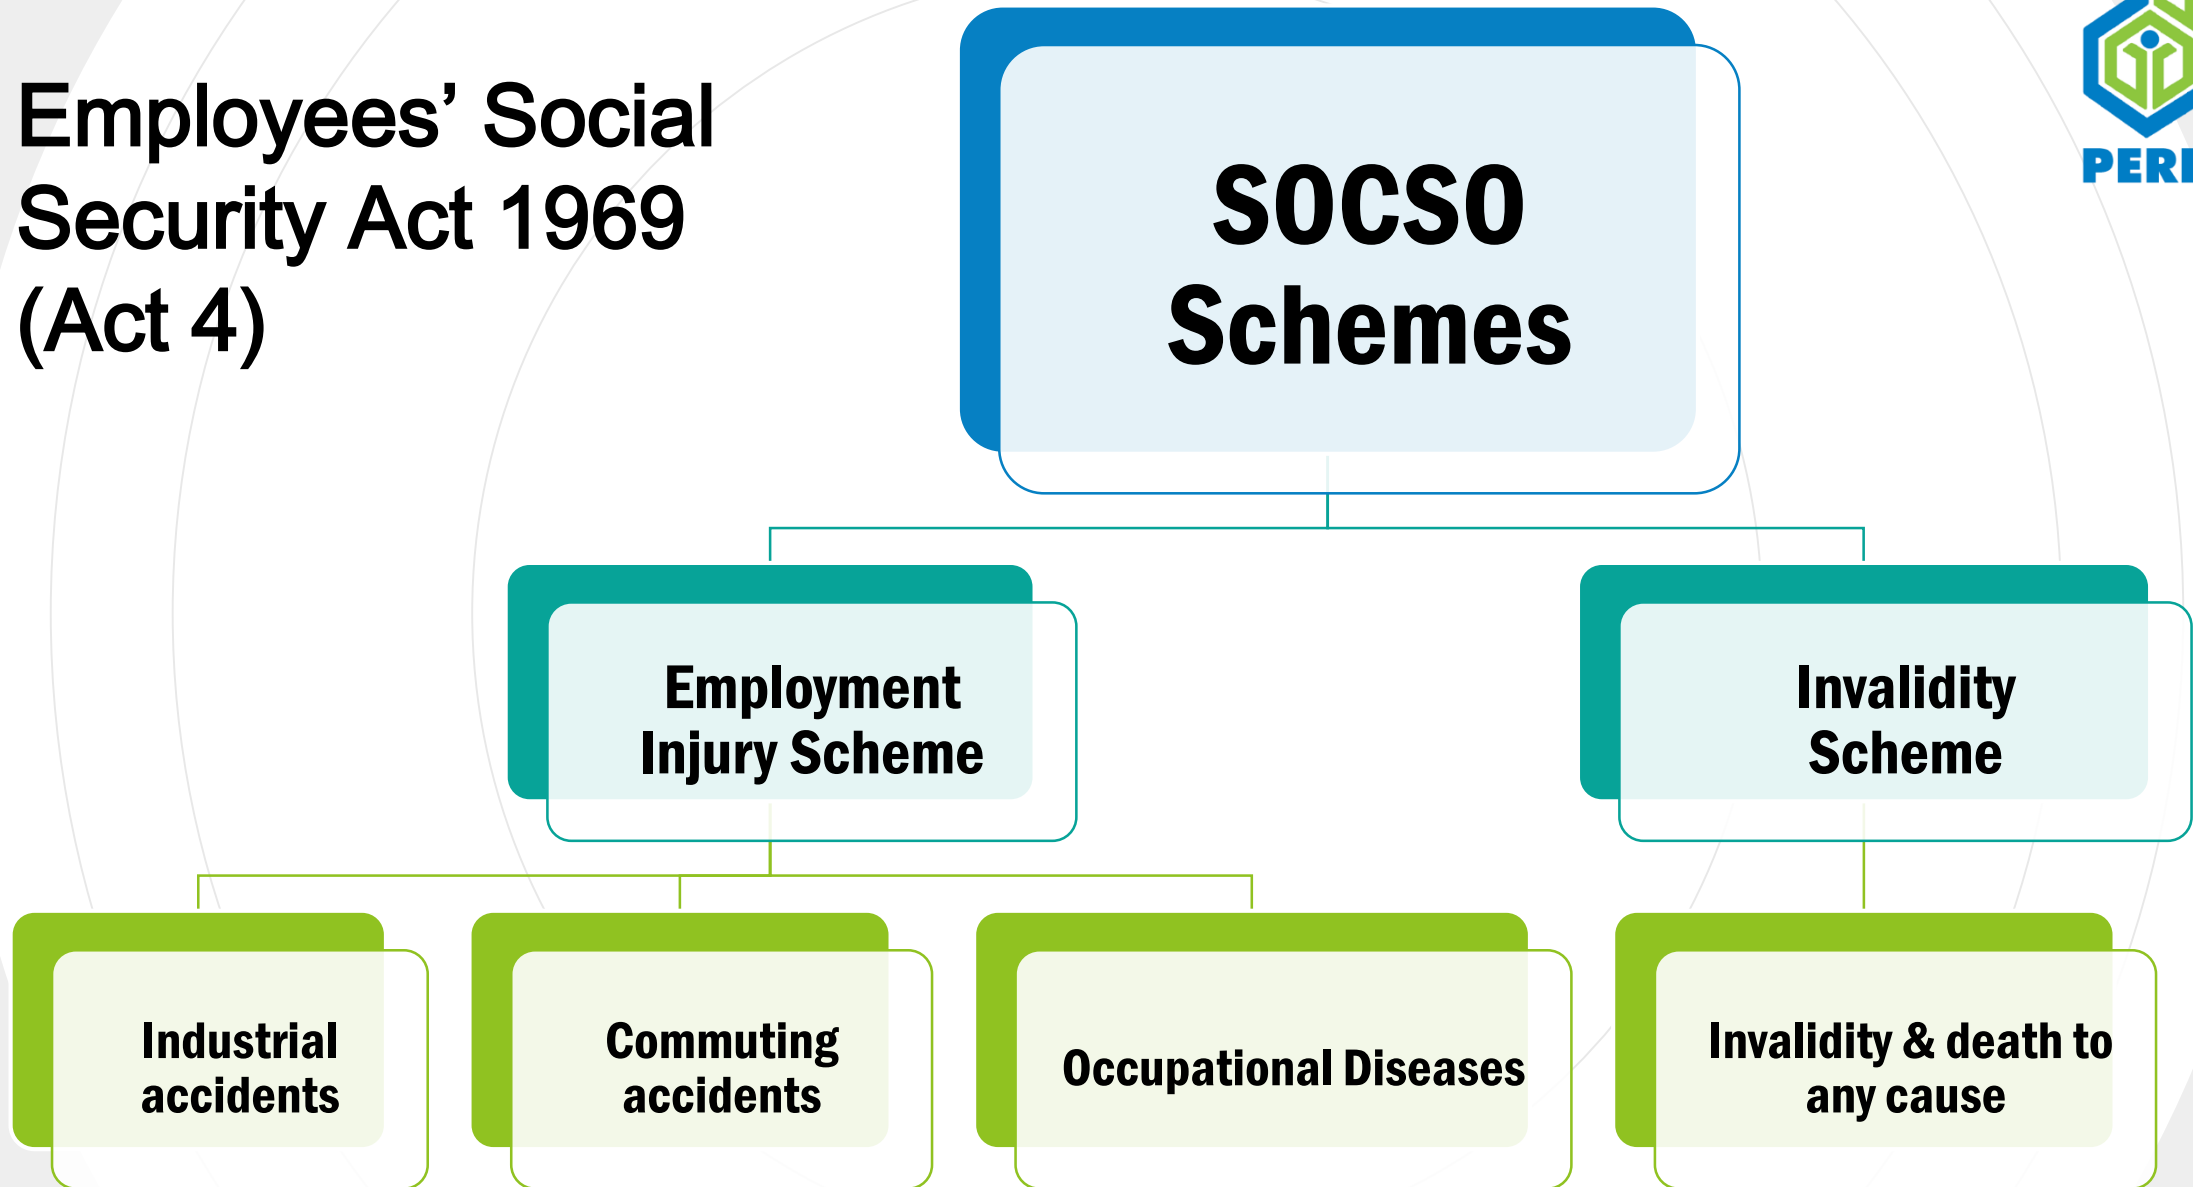 Employees’ Social
Security Act 1969
(Act 4)
SOCSO
Schemes
Employment
Injury Scheme
Invalidity
Scheme
Industrial
accidents
Commuting
accidents
Occupational Diseases
Invalidity & death to
any cause